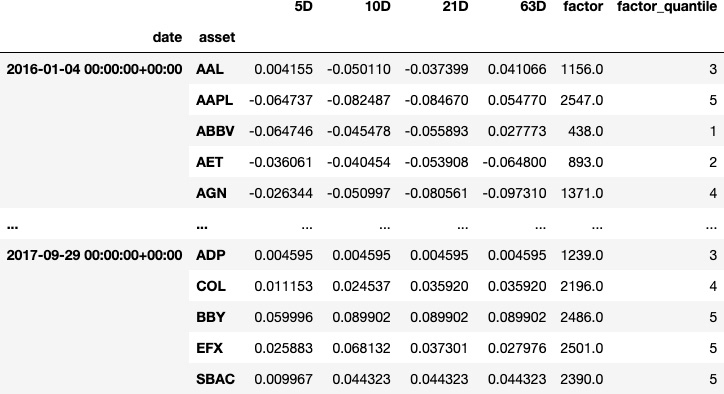 5D 10D 21D 63D factor factor_quantile
date asset
2016-01-04 00:00:00+00:00 AAL 0.004155 -0.050110 -0.037399 0.041066 1156.0 3
AAPL -0.064737 -0.082487 -0.084670 0.054770 2547.0 5
ABBV -0.064746 -0.045478 -0.055893 0.027773 438.0 1
AET -0.036061 -0.040454 -0.053908 -0.064800 893.0 2
AGN -0.026344 -0.050997 -0.080561 -0.097310 1371.0 4
... ... ... ... ... ... ... ...
2017-09-29 00:00:00+00:00 ADP 0.004595 0.004595 0.004595 0.004595 1239.0 3
COL 0.011153 0.024537 0.035920 0.035920 2196.0 4
BBY 0.059996 0.089902 0.089902 0.089902 2486.0 5
EFX 0.025883 0.068132 0.037301 0.027976 2501.0 5
SBAC 0.009967 0.044323 0.044323 0.044323 2390.0 5